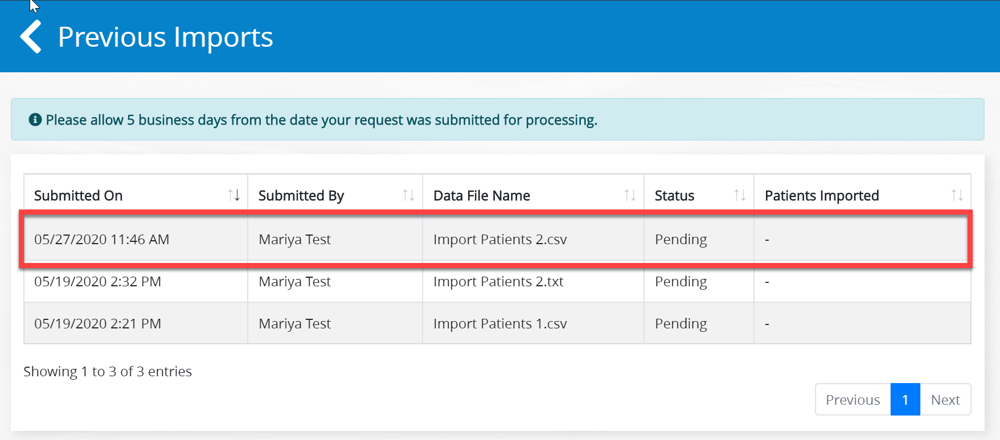 Previous Imports
Please allow 5 business days from the date your request was submitted for processing.
Submitted On Submitted By Data File Name Status Patients Imported
05/27/2020 11:46 AM Mariya Test Import Patients 2.csv Pending -
05/19/2020 2:32 PM Mariya Test Import Patients 2.txt Pending -
05/19/2020 2:21 PM Mariya Test Import Patients 1.csv Pending -
Showing 1 to 3 of 3 entries
Previous 1 Next